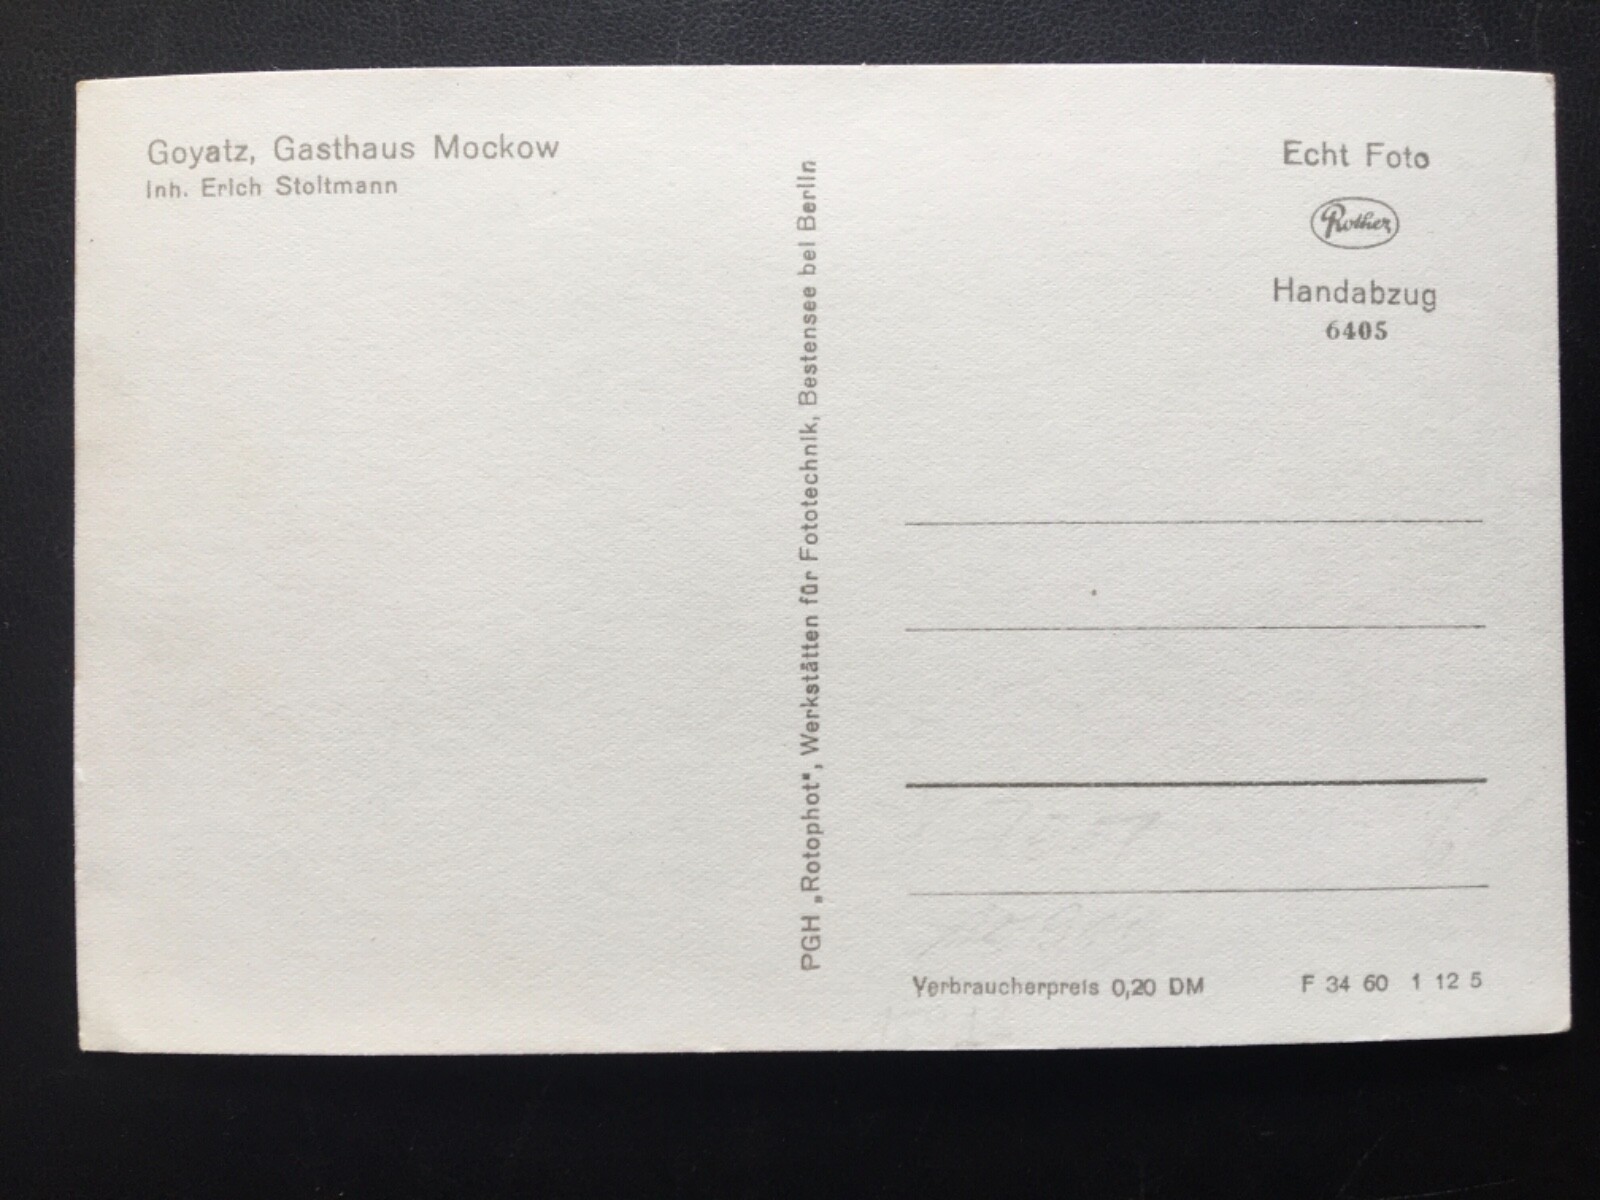 Goyatz, Gasthaus Mockow
Inh. Erich Stoltmann
PGH „Rotophot", Werkstätten für Fototechnik, Bestensee bei Berlin
Echt Foto
Rother
Handabzug
6405
Verbraucherpreis 0,20 DM F 34 60 1 12 5